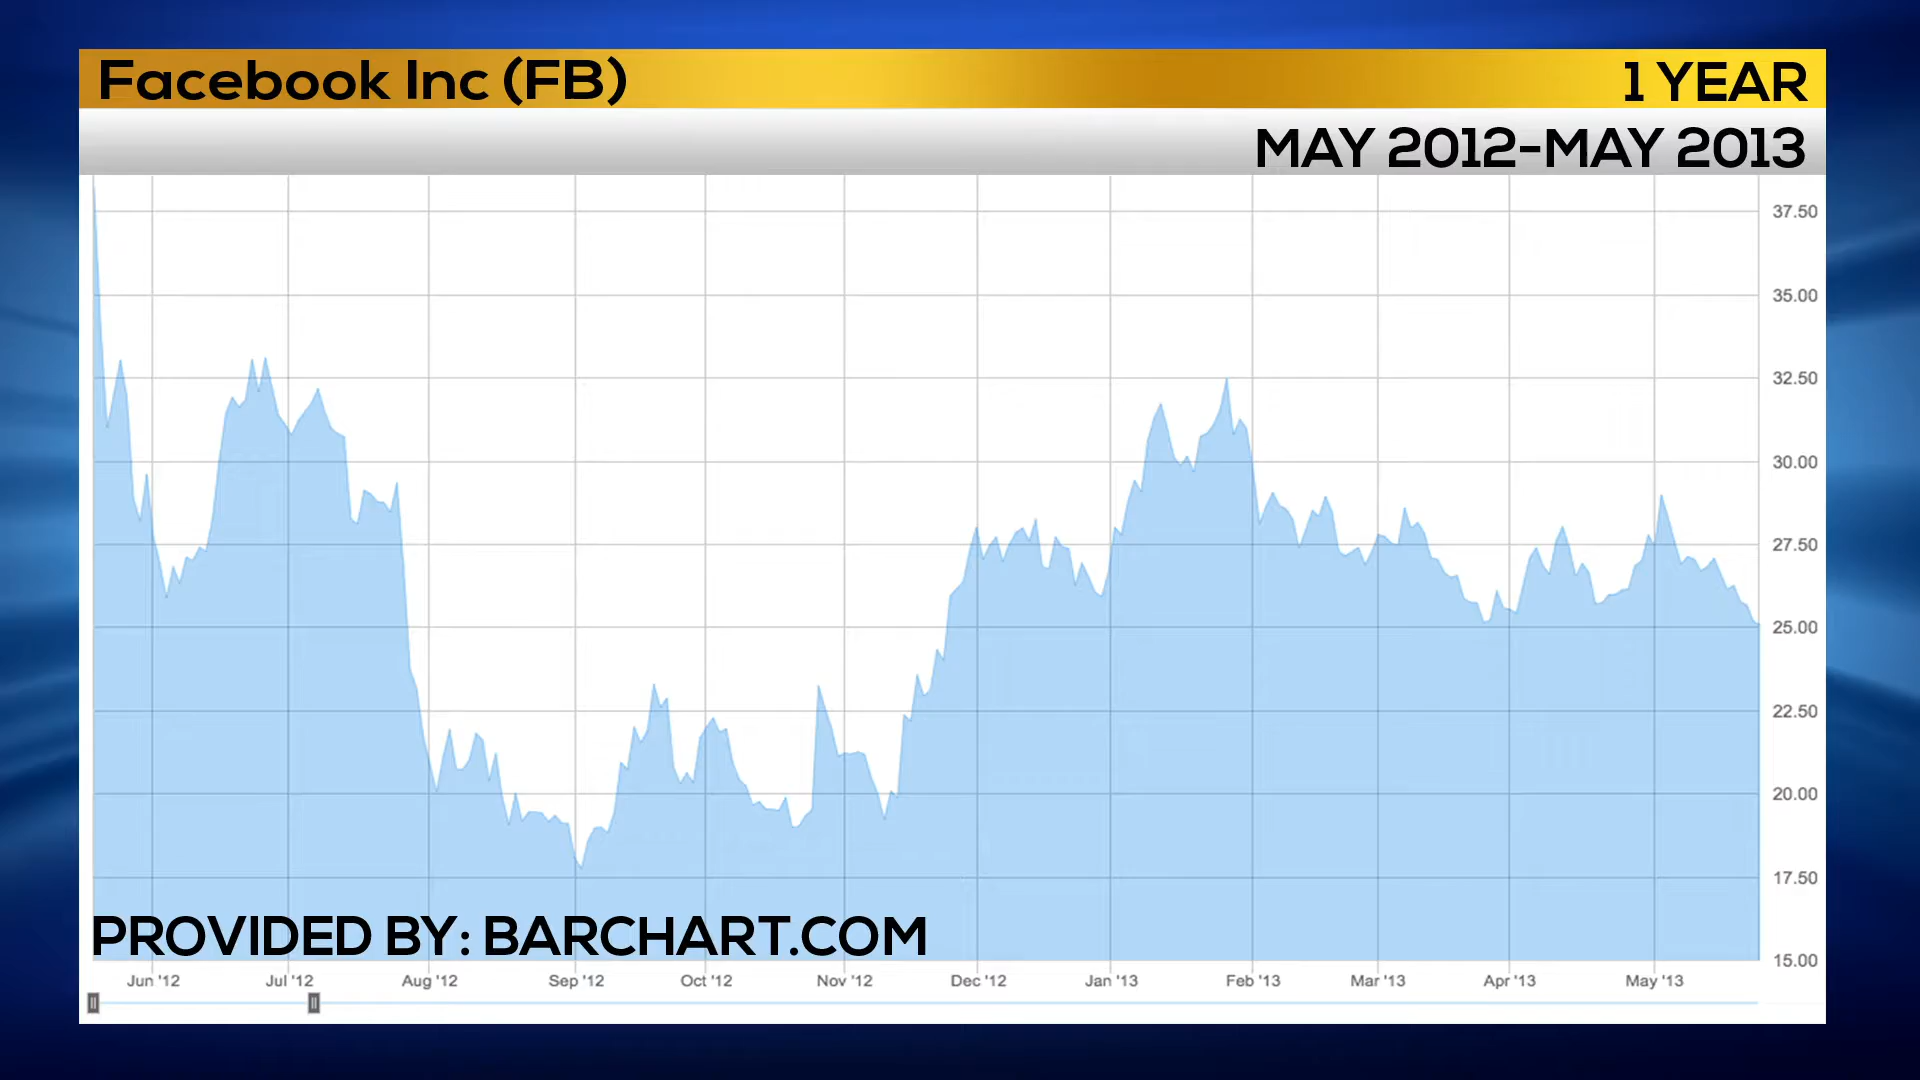 Facebook Inc (FB)
1 YEAR
MAY 2012-MAY 2013
37.50
35.00
32.50
30.00
27.50
25.00
22.50
20.00
17.50
15.00
PROVIDED BY: BARCHART.COM
Jun '12 Jul '12 Aug '12 Sep '12 Oct '12 Nov '12 Dec '12 Jan '13 Feb '13 Mar '13 Apr '13 May '13